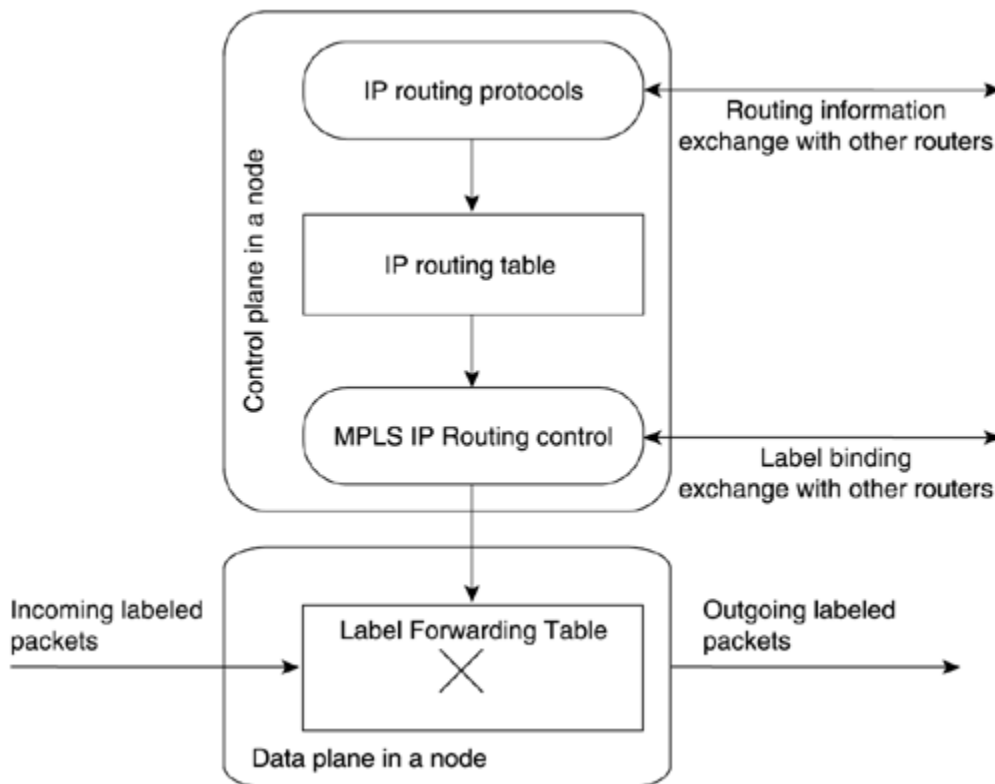 IP routing protocols
Routing information
exchange with other routers
Control plane in a node
IP routing table
MPLS IP Routing control
Label binding
exchange with other routers
Incoming labeled
packets
Label Forwarding Table
Outgoing labeled
packets
Data plane in a node